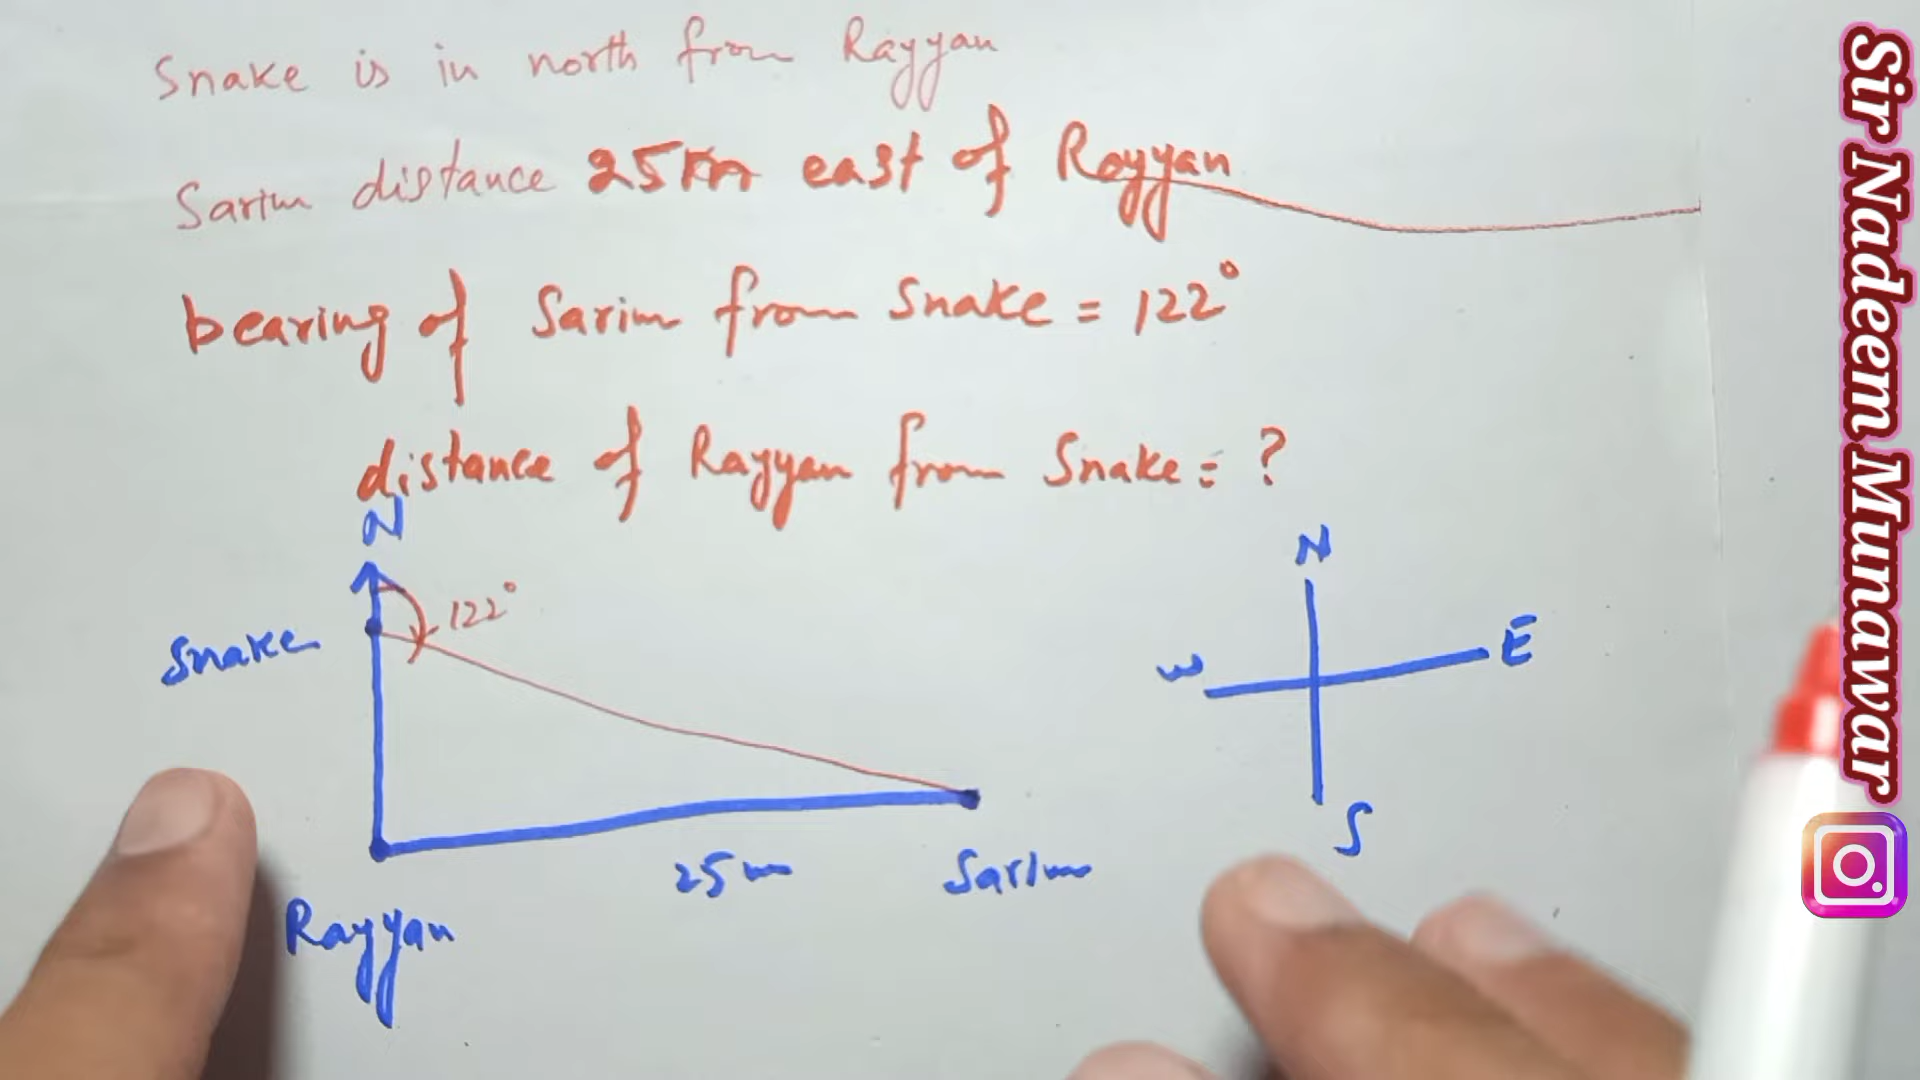 Snake is in north from Rayyan
Sarim distance 25Km east of Rayyan
bearing of Sarim from Snake = 122°
distance of Rayyan from Snake = ?
N
122°
Snake
25m
Sarim
Rayyan
N
W
E
S
Sir Nadeem Munawar